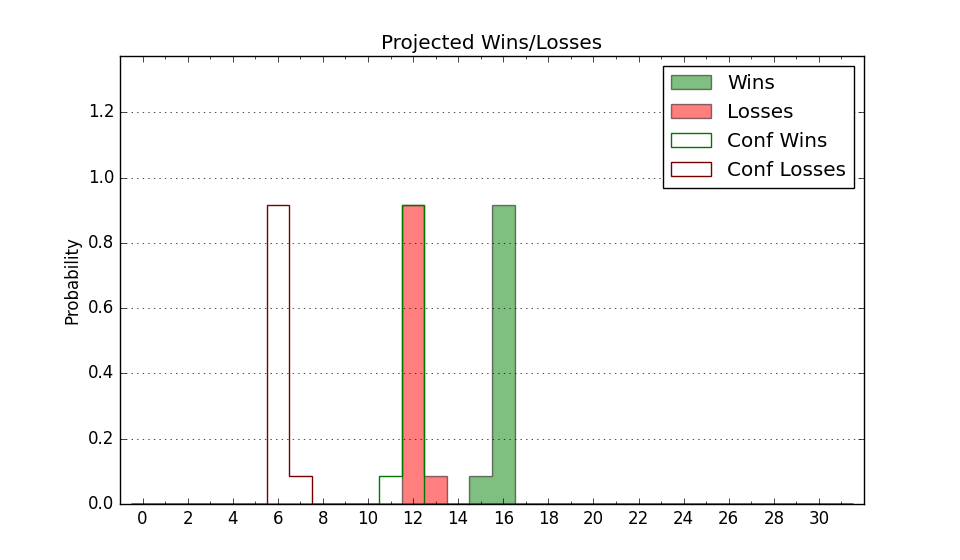 Projected Wins/Losses
Wins
Losses
Conf Wins
Conf Losses
Probability
1.2
1.0
0.8
0.6
0.4
0.2
0.0
0 2 4 6 8 10 12 14 16 18 20 22 24 26 28 30